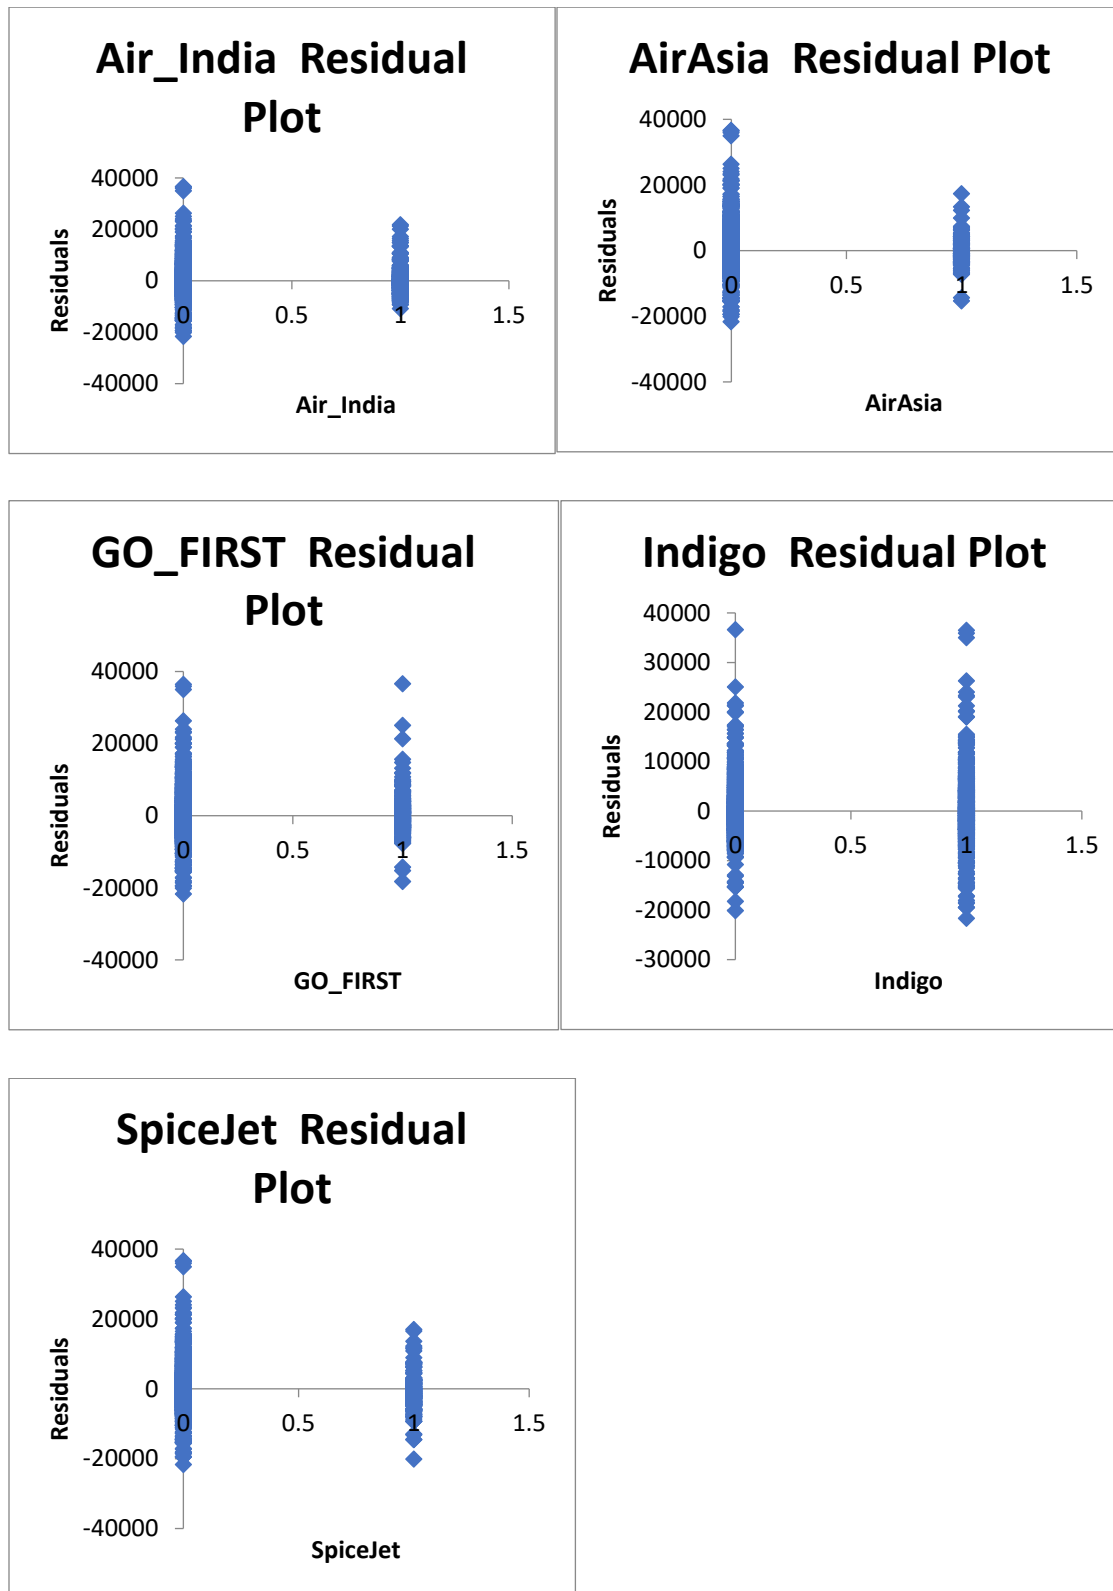 Air_India  Residual
Plot
40000
20000
0
-20000
-40000
0
0.5
1
1.5
Residuals
Air_India
AirAsia  Residual Plot
40000
20000
0
-20000
-40000
0
0.5
1
1.5
Residuals
AirAsia
GO_FIRST  Residual
Plot
40000
20000
0
-20000
-40000
0
0.5
1
1.5
Residuals
GO_FIRST
Indigo  Residual Plot
40000
30000
20000
10000
0
-10000
-20000
-30000
0
0.5
1
1.5
Residuals
Indigo
SpiceJet  Residual
Plot
40000
20000
0
-20000
-40000
0
0.5
1
1.5
Residuals
SpiceJet